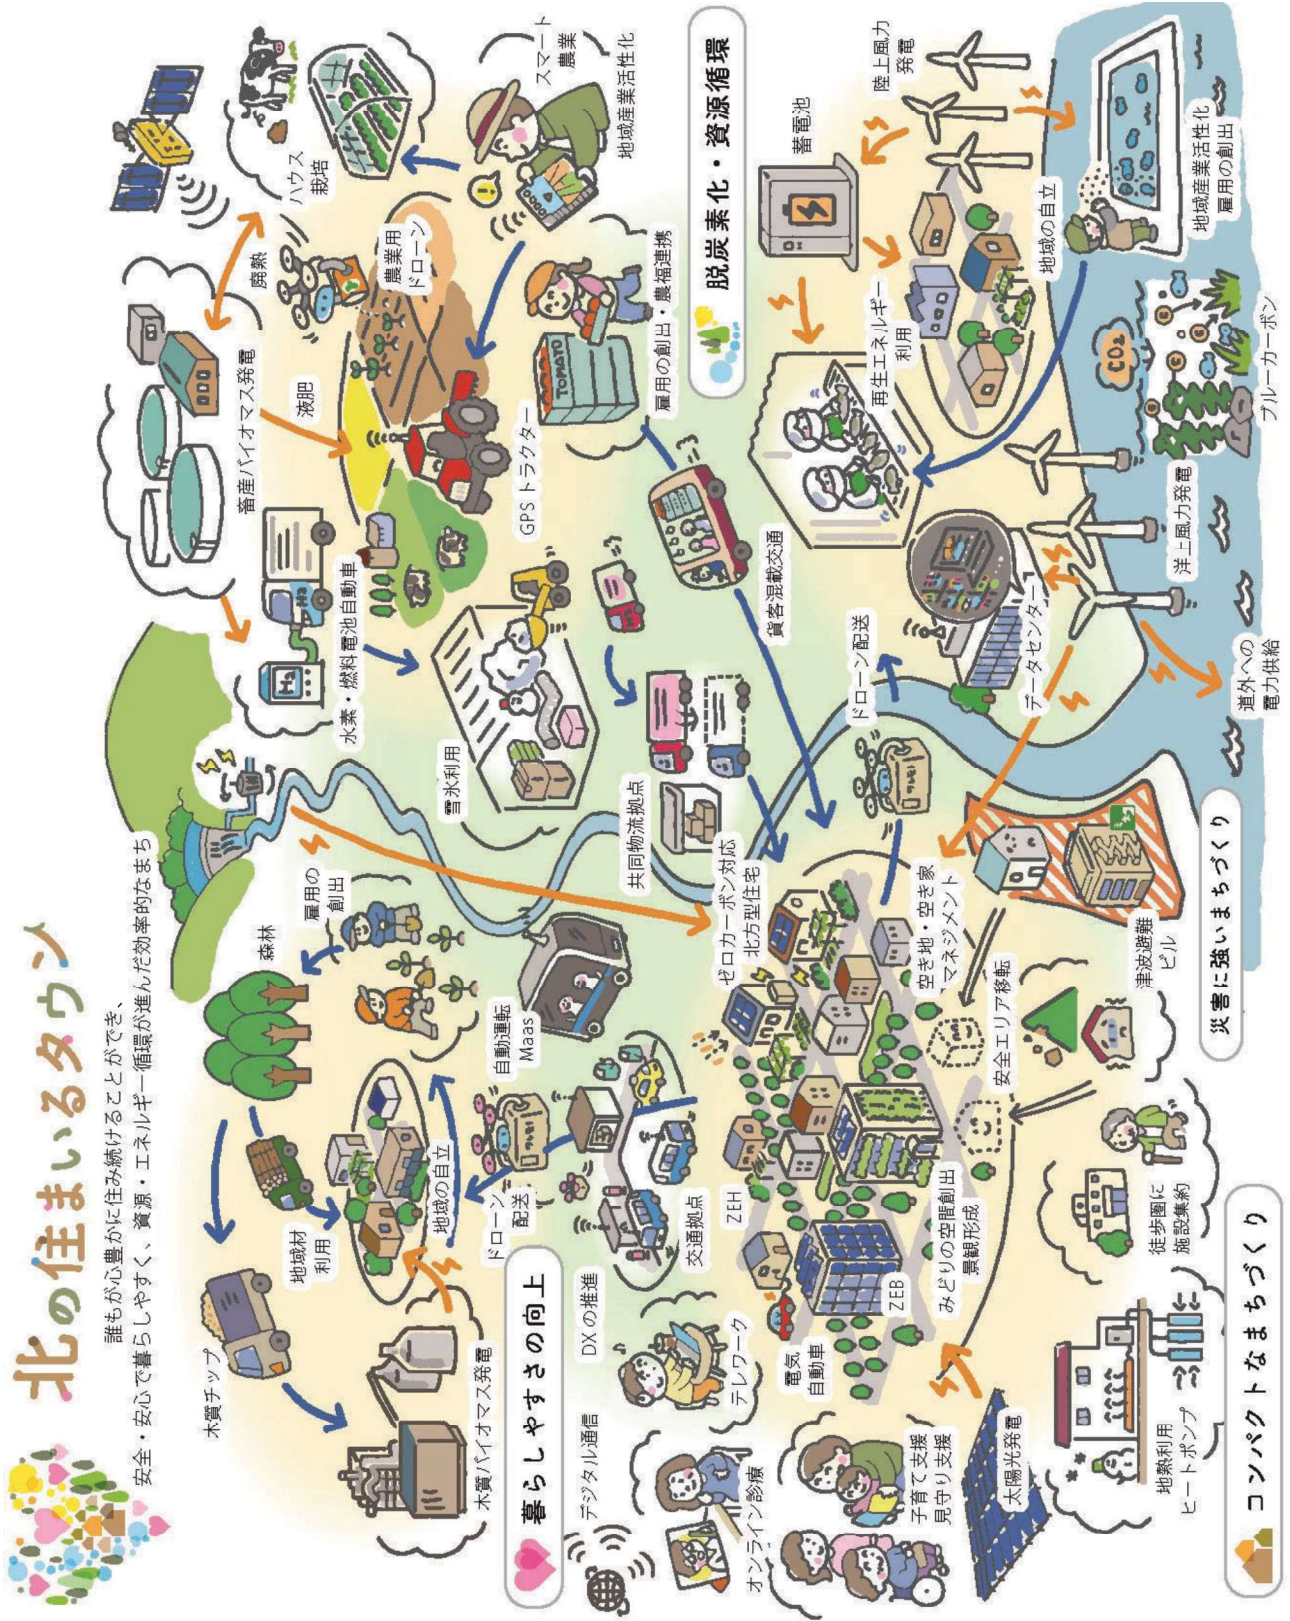 北の住まいるタウン
誰もが心豊かに住み続けることができ、
安全・安心で暮らしやすく、資源・エネルギー循環が進んだ効率的なまち
木質チップ
森林
雇用の
創出
地域材
利用
木質バイオマス発電
地域の自立
ドローン
配送
自動運転
Maas
水素・燃料電池自動車
H2
H2
畜産バイオマス発電
廃熱
液肥
ハウス
栽培
農業用
ドローン
GPSトラクター
スマート
農業
地域産業活性化
TOMATO
雇用の創出・農福連携
雪氷利用
共同物流拠点
貨客混載交通
暮らしやすさの向上
デジタル通信
DXの推進
交通拠点
テレワーク
オンライン診療
子育て支援
見守り支援
脱炭素化・資源循環
蓄電池
陸上風力
発電
再生エネルギー
利用
地域の自立
地域産業活性化
雇用の創出
CO2
ブルーカーボン
洋上風力発電
データセンター
道外への
電力供給
ドローン配送
ゼロカーボン対応
北方型住宅
ZEH
ZEB
電気
自動車
みどりの空間創出
景観形成
空き地・空き家
マネジメント
安全エリア移転
津波避難
ビル
災害に強いまちづくり
太陽光発電
地熱利用
ヒートポンプ
徒歩圏に
施設集約
コンパクトなまちづくり